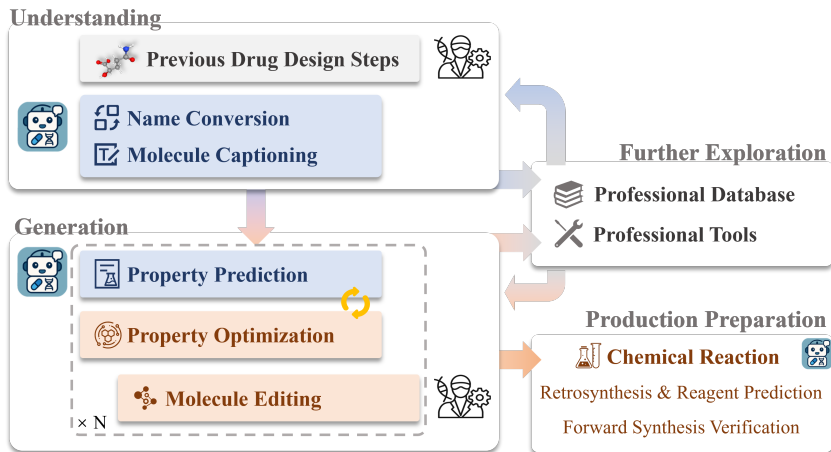 Understanding
Previous Drug Design Steps
Name Conversion
Molecule Captioning
Further Exploration
Professional Database
Professional Tools
Generation
Property Prediction
Property Optimization
Molecule Editing
× N
Production Preparation
Chemical Reaction
Retrosynthesis & Reagent Prediction
Forward Synthesis Verification